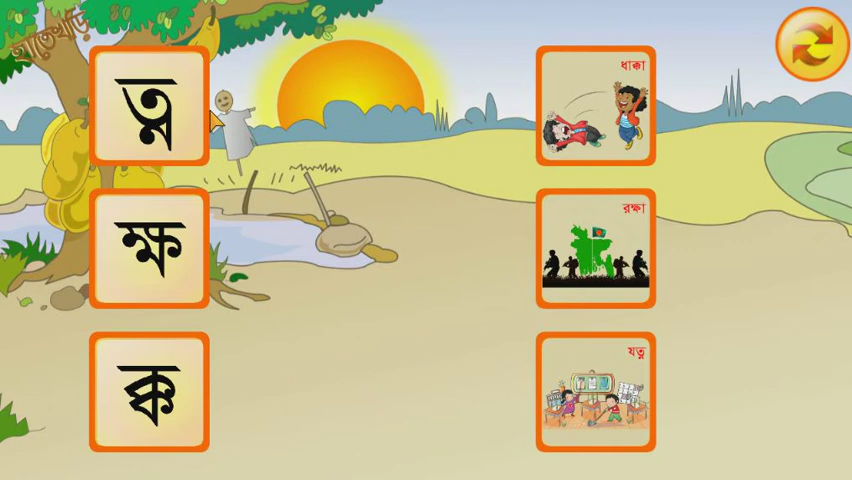 হাতেখড়ি
ত্ন
ধাক্কা
ক্ষ
রক্ষা
ক্ক
যত্ন